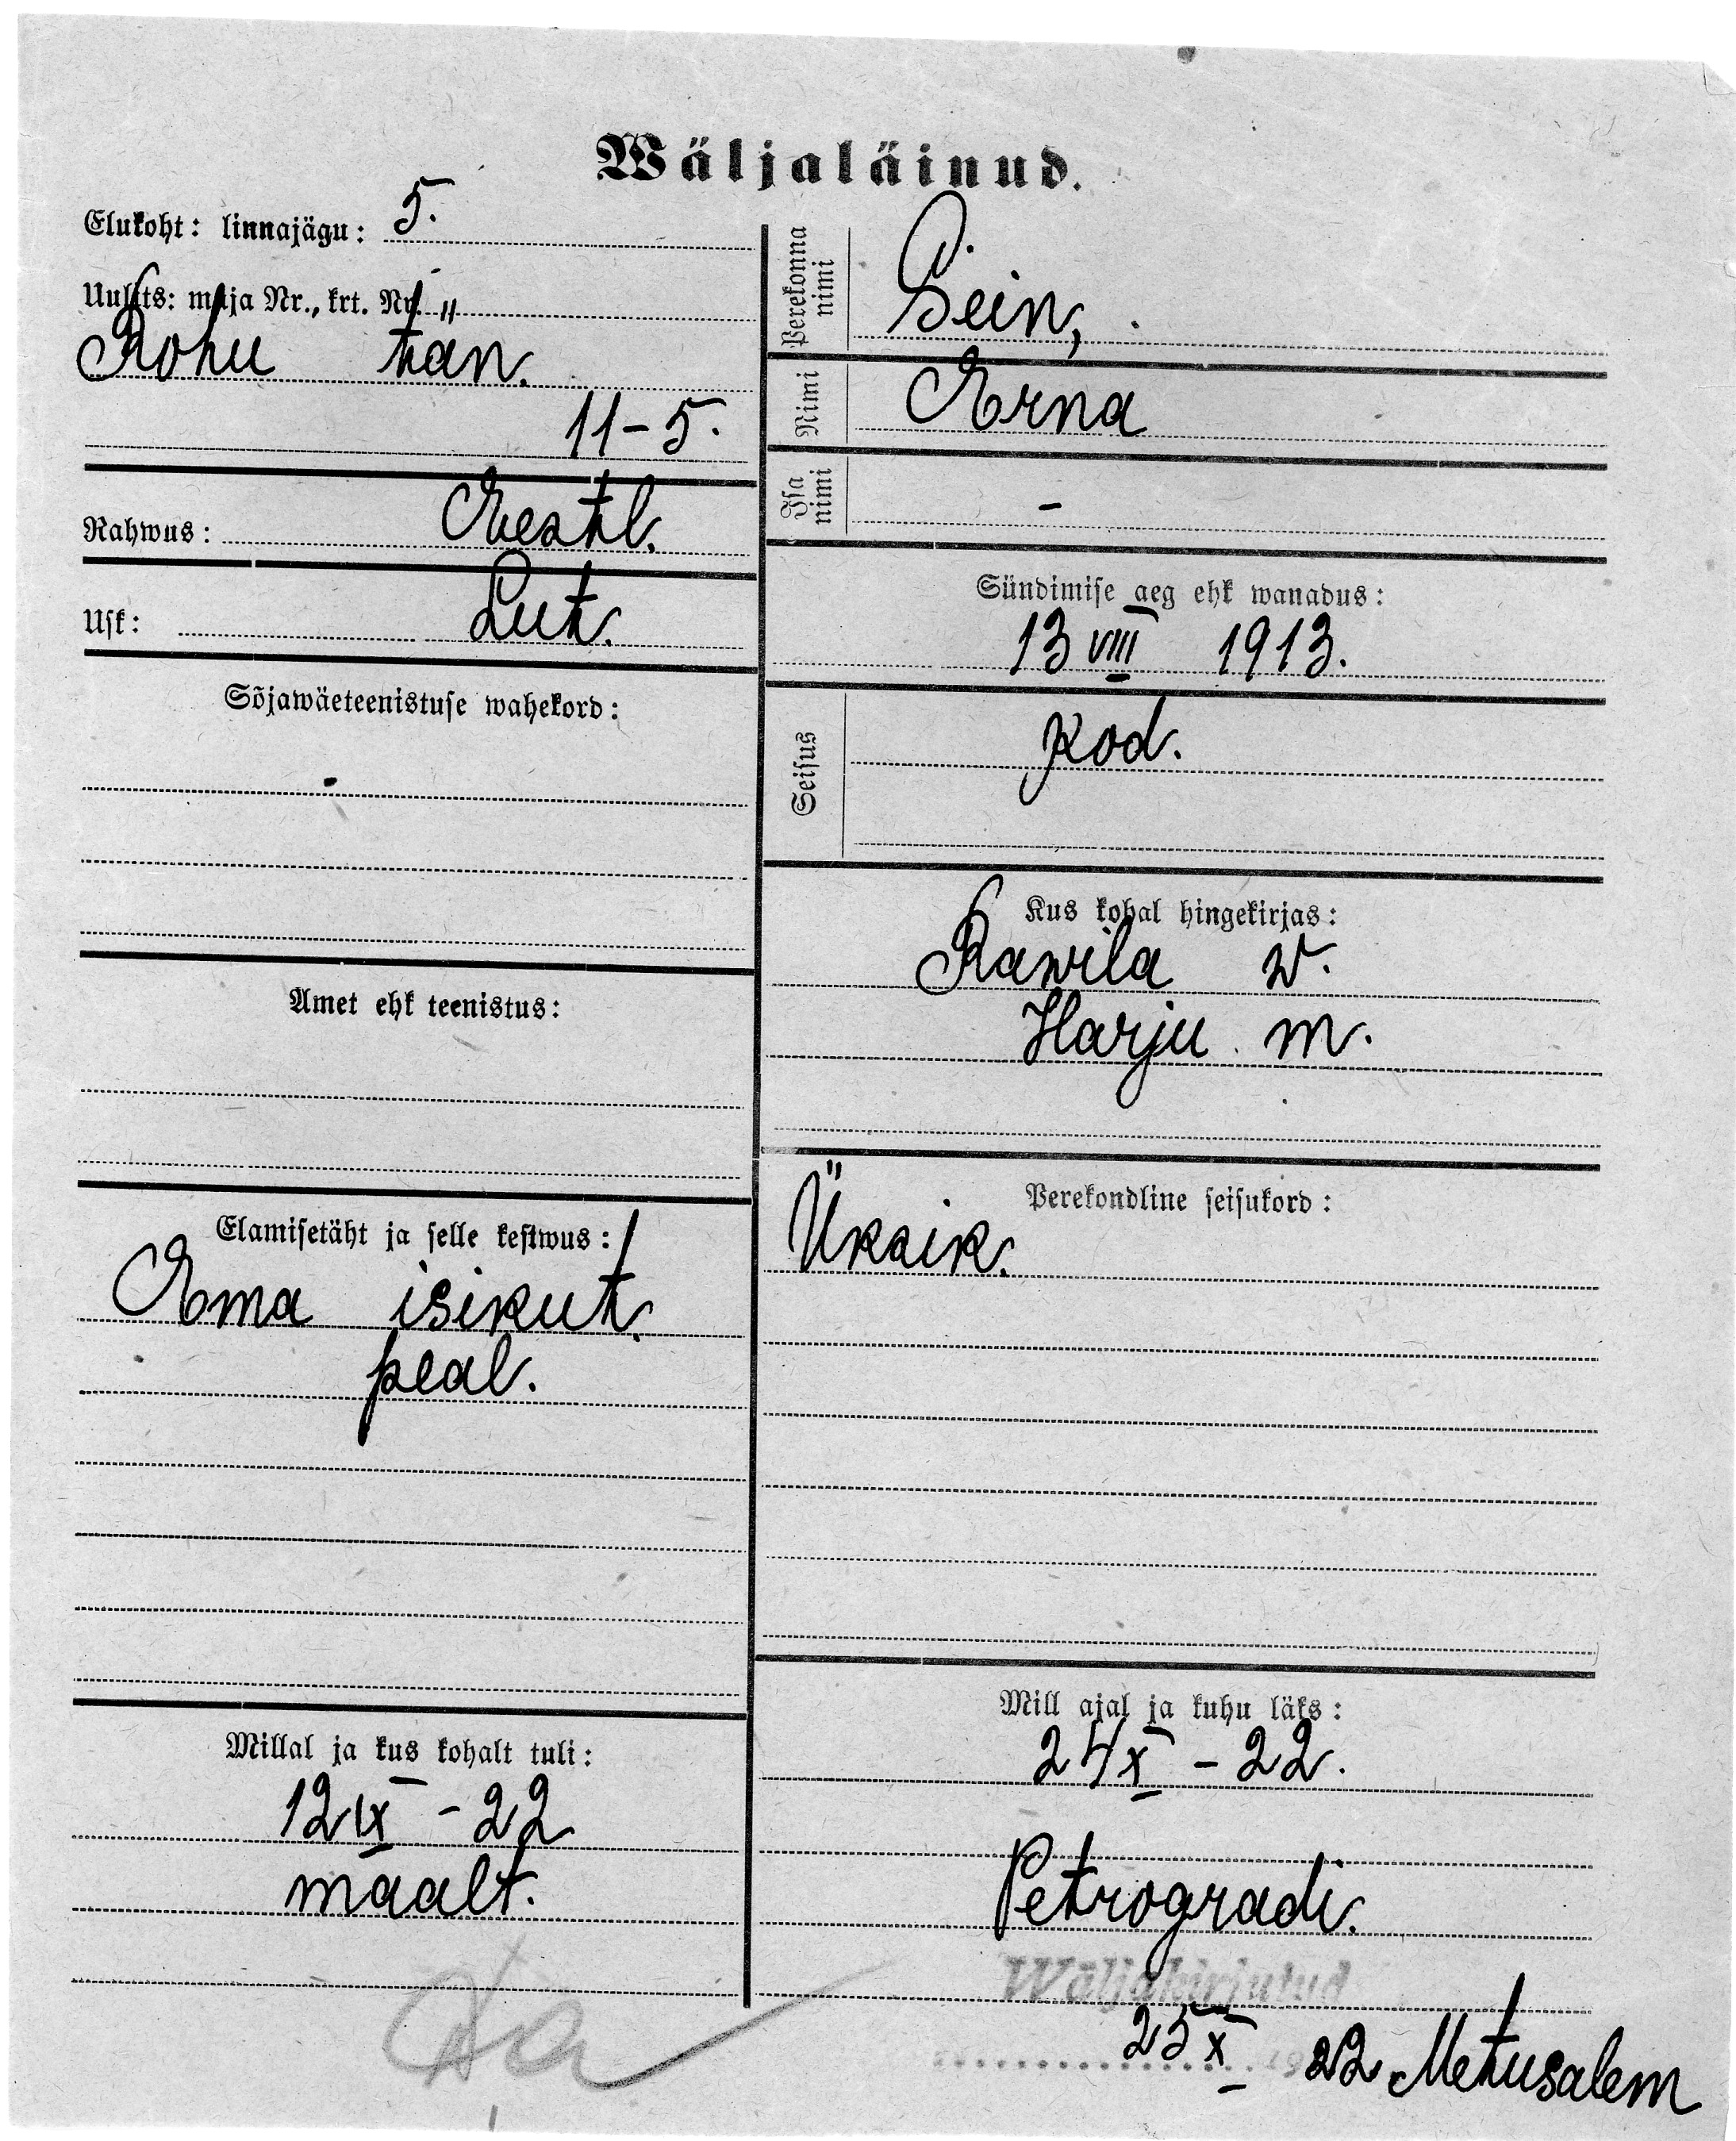 Wäljaläinud.
Elukoht: linnajägu: 5.
Uulits: maja Nr., krt. Nr.
Rohu tän.
11-5.
Rahwus: Eestl.
Usk: Lut.
Sõjawäeteenistuse wahekord:
-
Amet ehk teenistus:
Elamisetäht ja selle kestwus:
Ema isikut.
peal.
Millal ja kus kohalt tuli:
12 IX - 22
maalt.
Perekonna nimi
Sein,
Nimi
Erna
Isa nimi
-
Sündimise aeg ehk wanadus:
13 VIII 1913.
Seisus
kod.
Kus kohal hingekirjas:
Rawila w.
Harju m.
Perekondline seisukord:
Üksik.
Mill ajal ja kuhu läks:
24 X - 22.
Petrogradi.
Wäljakirjutud
25 X 22 Metusalem